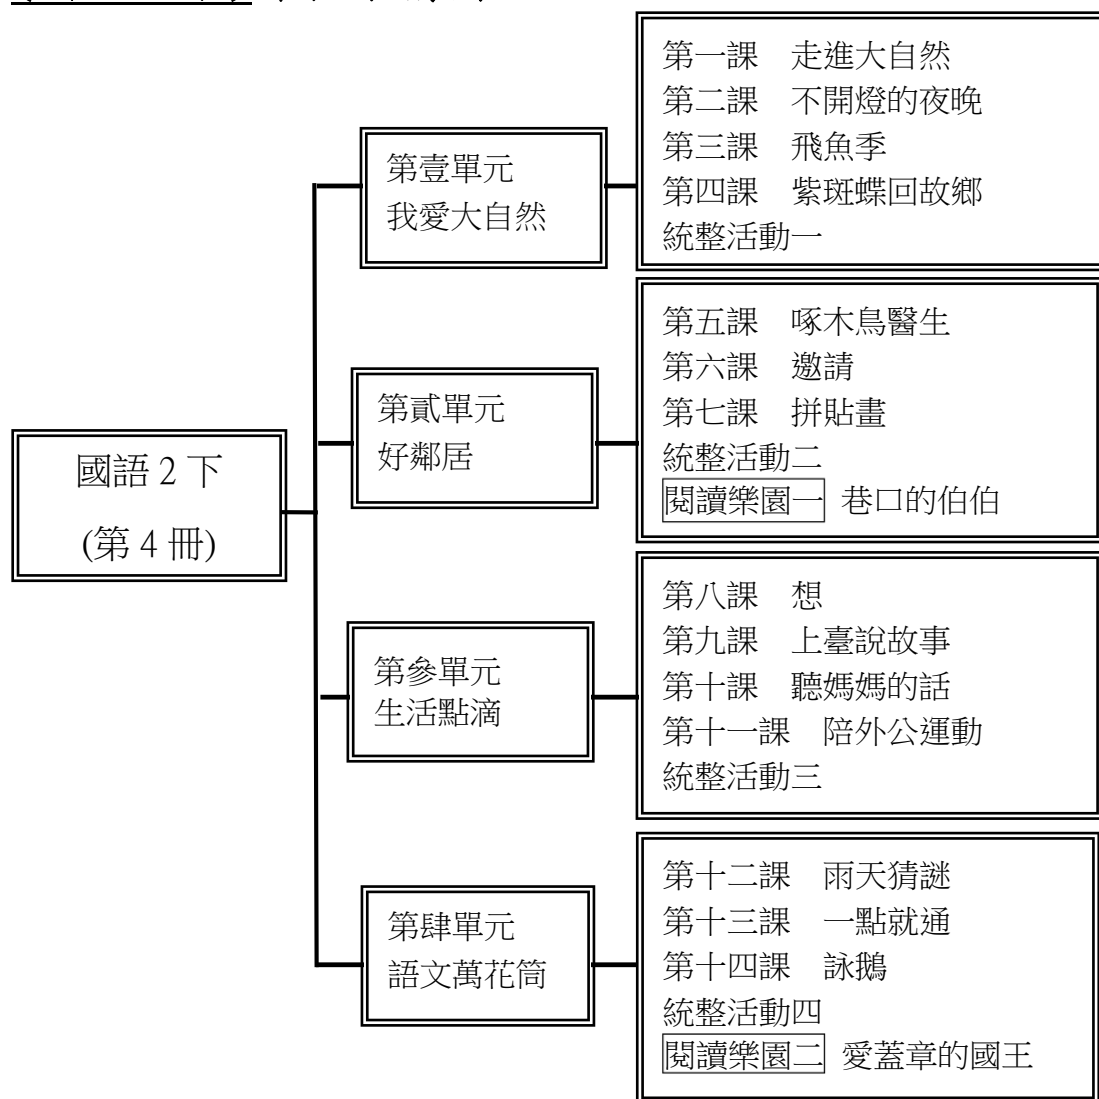 國語 2 下
(第 4 冊)
第壹單元
我愛大自然
第一課　走進大自然
第二課　不開燈的夜晚
第三課　飛魚季
第四課　紫斑蝶回故鄉
統整活動一
第貳單元
好鄰居
第五課　啄木鳥醫生
第六課　邀請
第七課　拼貼畫
統整活動二
閱讀樂園一 巷口的伯伯
第參單元
生活點滴
第八課　想
第九課　上臺說故事
第十課　聽媽媽的話
第十一課　陪外公運動
統整活動三
第肆單元
語文萬花筒
第十二課　雨天猜謎
第十三課　一點就通
第十四課　詠鵝
統整活動四
閱讀樂園二 愛蓋章的國王